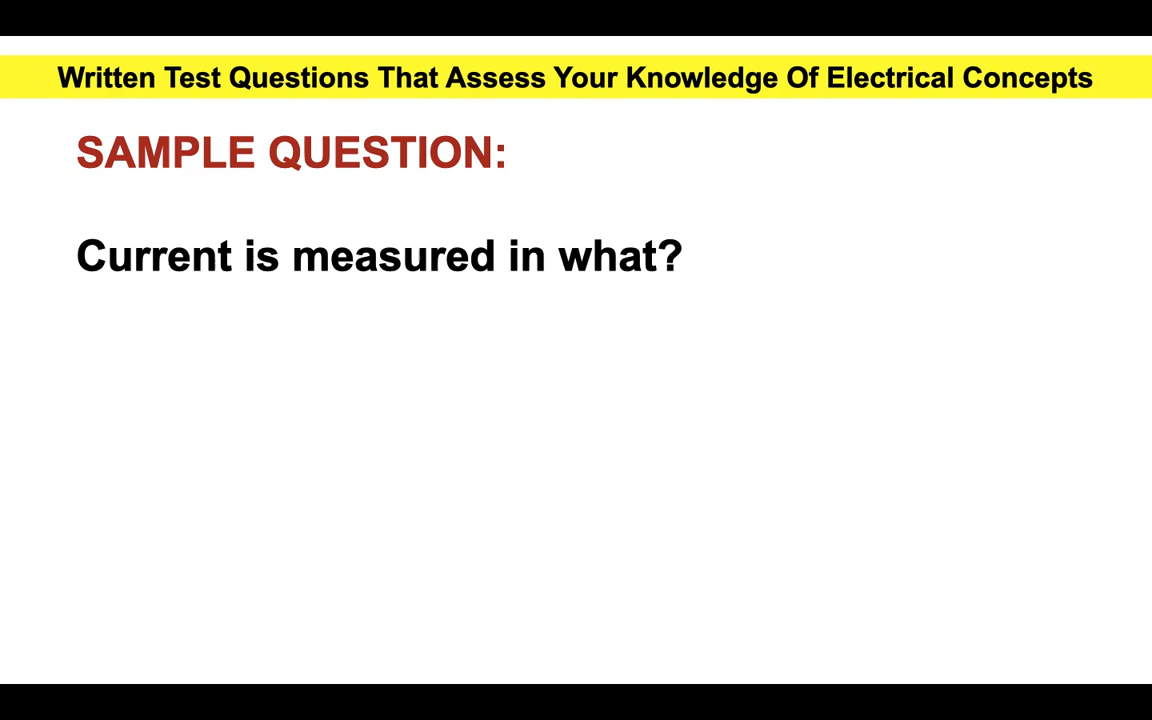 Written Test Questions That Assess Your Knowledge Of Electrical Concepts
SAMPLE QUESTION:
Current is measured in what?